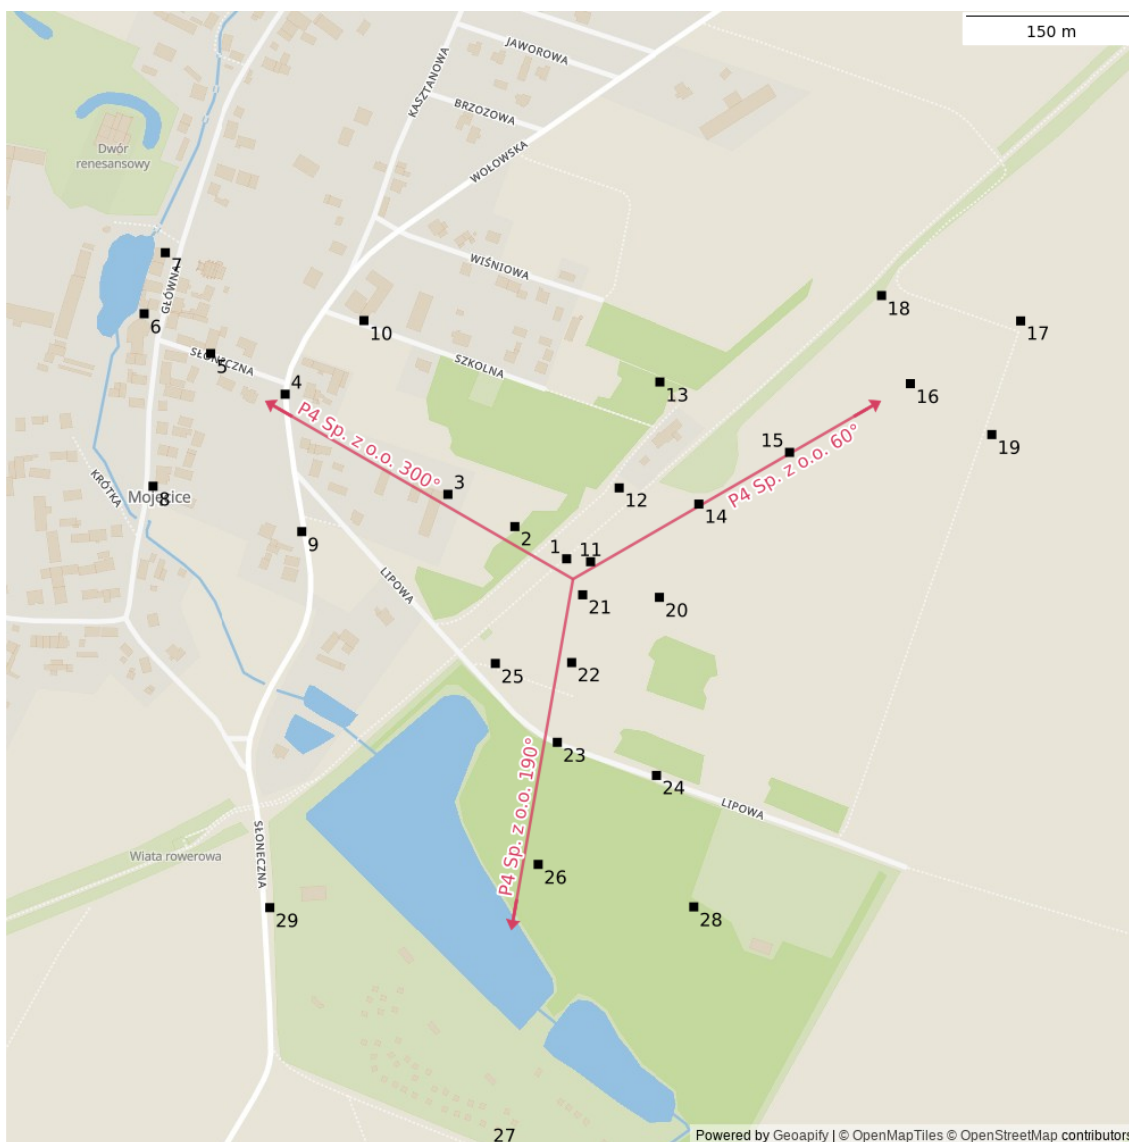 150 m
JAWOROWA
KASZTANOWA
BRZOZOWA
Dwór
renesansowy
WOŁOWSKA
7
WIŚNIOWA
GŁÓWNA
18
6
10
17
SŁONECZNA
5
SZKOLNA
4
13
16
P4 Sp. z o.o. 300°
P4 Sp. z o.o. 60°
15
19
KRÓTKA
Mojęcice
8
3
12
14
2
9
1
11
LIPOWA
21
20
25
22
23
P4 Sp. z o.o. 190°
24
LIPOWA
Wiata rowerowa
SŁONECZNA
26
29
28
27
Powered by Geoapify | © OpenMapTiles © OpenStreetMap contributors